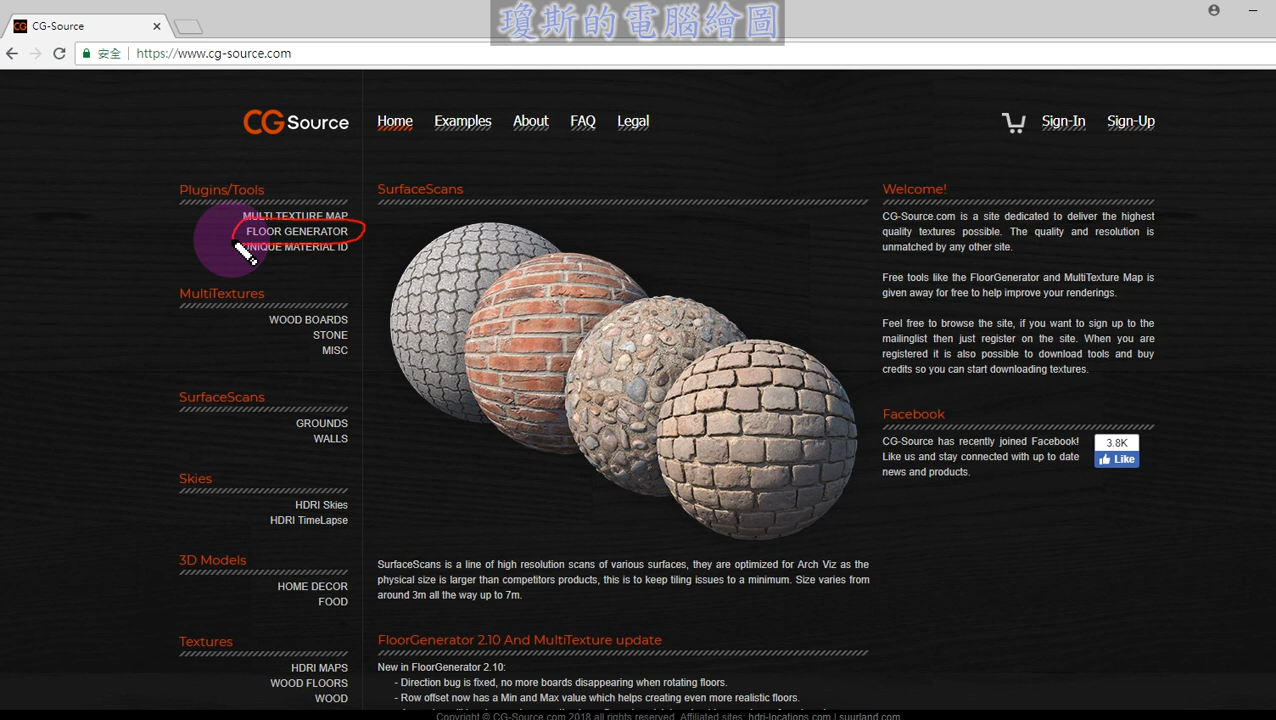 CG CG-Source
瓊斯的電腦繪圖
安全 https://www.cg-source.com
CG Source
Home Examples About FAQ Legal
Sign-In Sign-Up
Plugins/Tools
MULTI TEXTURE MAP
FLOOR GENERATOR
UNIQUE MATERIAL ID
MultiTextures
WOOD BOARDS
STONE
MISC
SurfaceScans
GROUNDS
WALLS
Skies
HDRI Skies
HDRI TimeLapse
3D Models
HOME DECOR
FOOD
Textures
HDRI MAPS
WOOD FLOORS
WOOD
SurfaceScans
SurfaceScans is a line of high resolution scans of various surfaces, they are optimized for Arch Viz as the
physical size is larger than competitors products, this is to keep tiling issues to a minimum. Size varies from
around 3m all the way up to 7m.
FloorGenerator 2.10 And MultiTexture update
New in FloorGenerator 2.10:
- Direction bug is fixed, no more boards disappearing when rotating floors.
- Row offset now has a Min and Max value which helps creating even more realistic floors.
Welcome!
CG-Source.com is a site dedicated to deliver the highest
quality textures possible. The quality and resolution is
unmatched by any other site.
Free tools like the FloorGenerator and MultiTexture Map is
given away for free to help improve your renderings.
Feel free to browse the site, if you want to sign up to the
mailinglist then just register on the site. When you are
registered it is also possible to download tools and buy
credits so you can start downloading textures.
Facebook
CG-Source has recently joined Facebook!
Like us and stay connected with up to date
news and products.
3.8K
Like
Copyright © CG-Source.com 2018 all rights reserved. Affiliated sites: hdri-locations.com | suurland.com